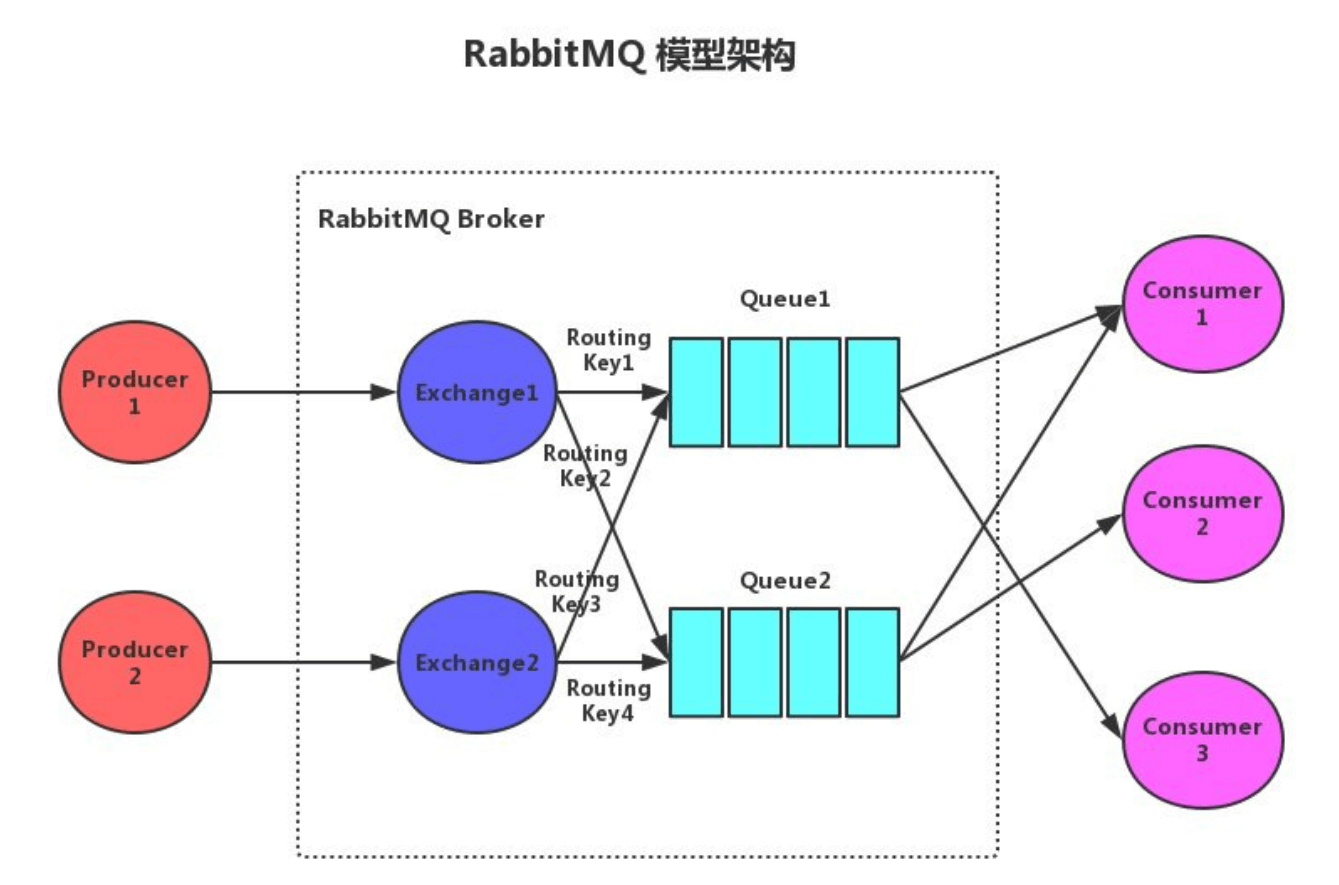 RabbitMQ 模型架构
RabbitMQ Broker
Producer
1
Exchange1
Routing
Key1
Routing
Key2
Queue1
Consumer
1
Consumer
2
Producer
2
Exchange2
Routing
Key3
Routing
Key4
Queue2
Consumer
3